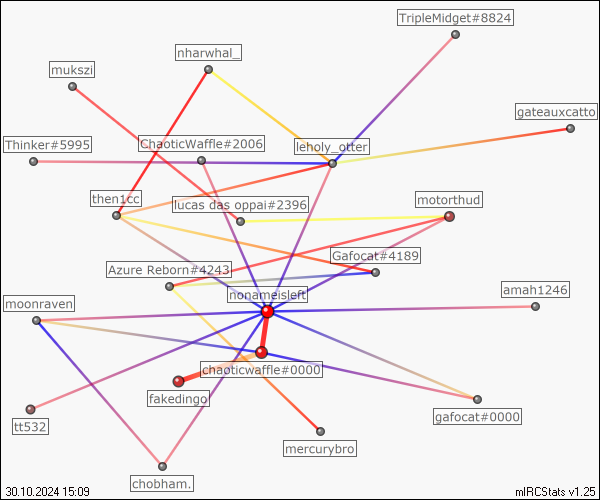 TripleMidget#8824
nharwhal_
mukszi
gateauxcatto
Thinker#5995
ChaoticWaffle#2006
leholy_otter
then1cc
lucas das oppai#2396
motorthud
Gafocat#4189
Azure Reborn#4243
nonameisleft
amah1246
moonraven
chaoticwaffle#0000
fakedingo
gafocat#0000
tt532
mercurybro
chobham.
30.10.2024 15:09
mIRCStats v1.25